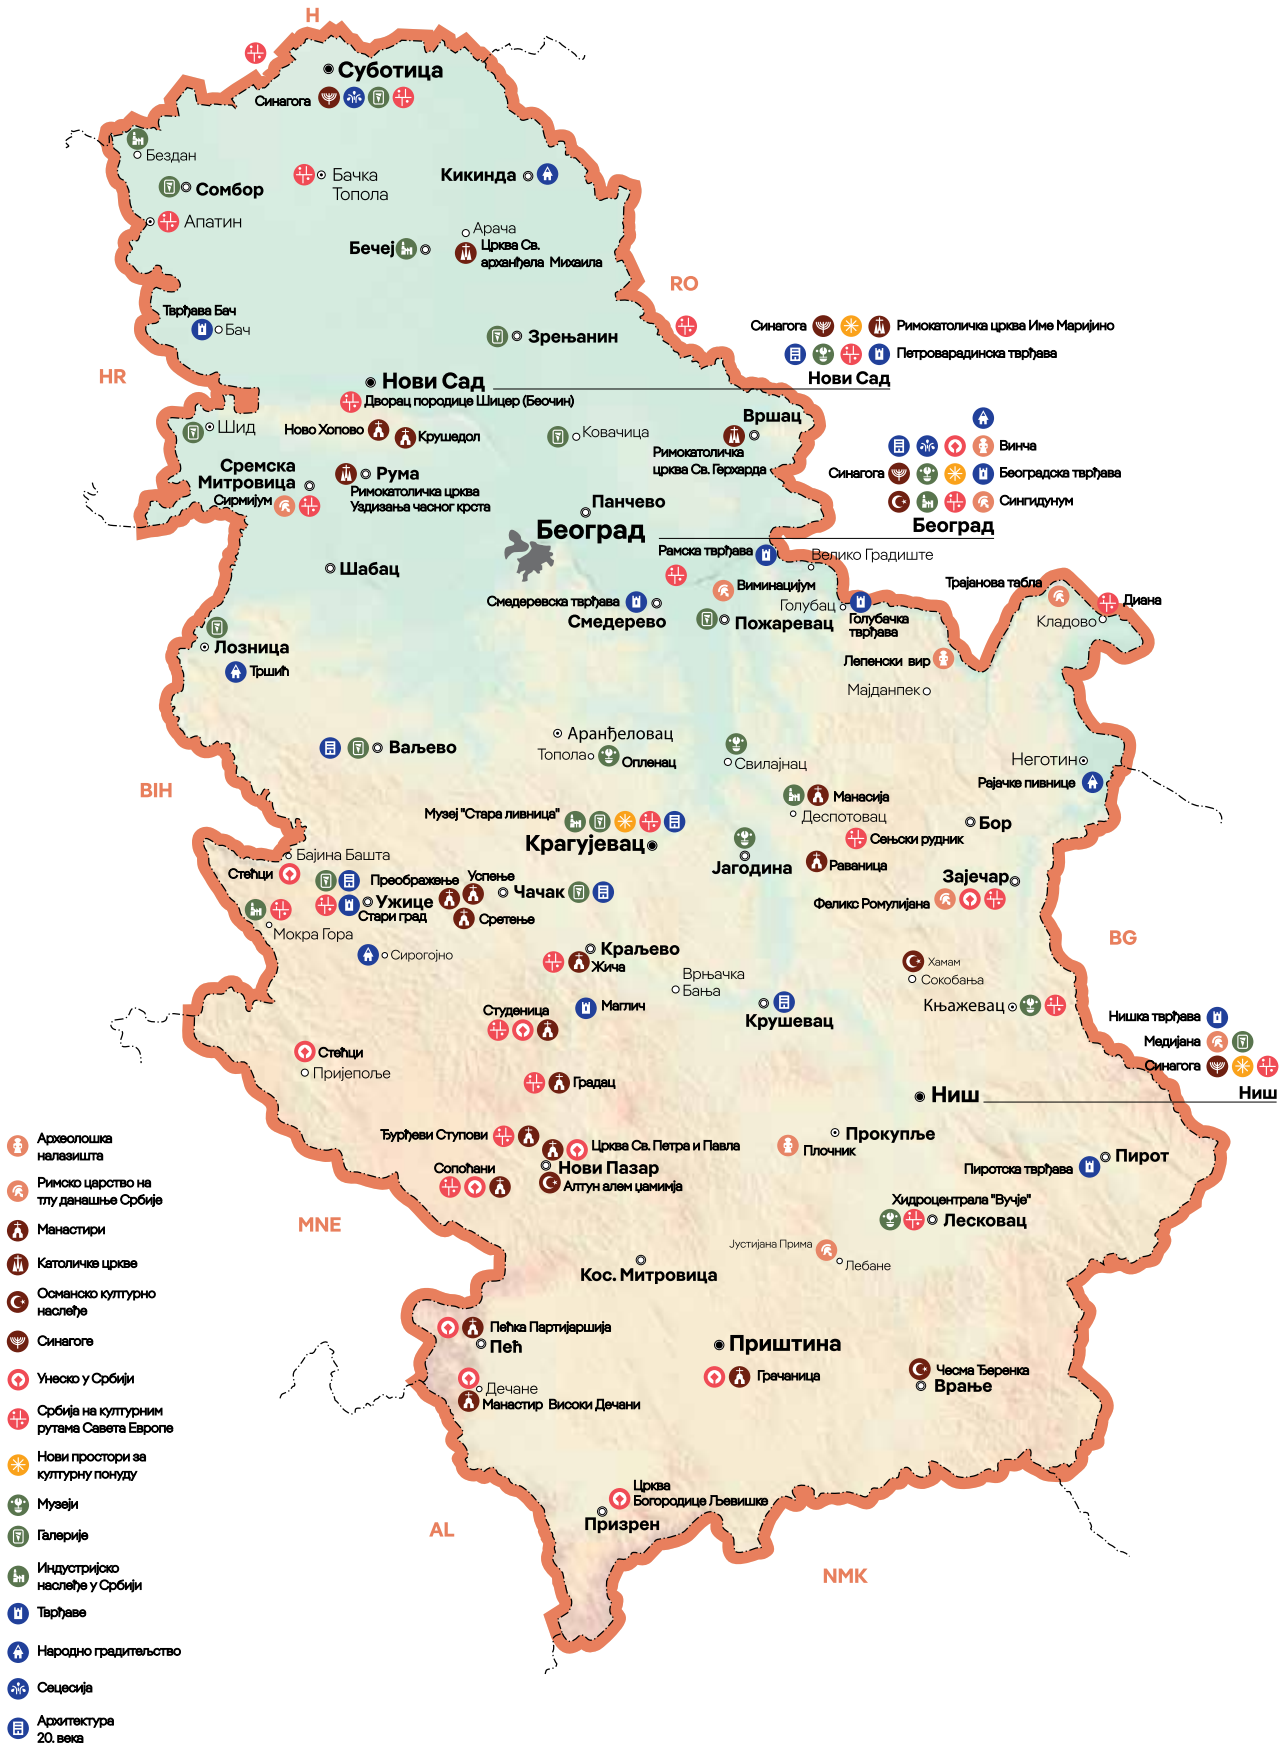 H
Суботица
Синагога
Бездан
Сомбор
Бачка
Топола
Кикинда
Апатин
Арача
Бечеј
Црква Св.
арханђела Михаила
RO
Тврђава Бач
Бач
Зрењанин
Синагога
Римокатоличка црква Име Маријино
Петроварадинска тврђава
Нови Сад
HR
Нови Сад
Дворац породице Шицер (Беочин)
Шид
Ново Хопово
Крушедол
Ковачица
Вршац
Римокатоличка
црква Св. Герхарда
Винча
Синагога
Београдска тврђава
Сингидунум
Београд
Сремска
Митровица
Сирмијум
Рума
Римокатоличка црква
Уздизања часног крста
Панчево
Београд
Рамска тврђава
Велико Градиште
Шабац
Виминацијум
Трајанова табла
Диана
Кладово
Смедеревска тврђава
Смедерево
Пожаревац
Голубац
Голубачка
тврђава
Лозница
Тршић
Лепенски вир
Мајданпек
Ваљево
Аранђеловац
Топола
Опленац
Свилајнац
Неготин
Рајачке пивнице
BIH
Манасија
Деспотовац
Музеј "Стара ливница"
Крагујевац
Бор
Сењски рудник
Јагодина
Раваница
Бајина Башта
Стећци
Преображење
Успење
Чачак
Ужице
Стари град
Сретење
Зајечар
Феликс Ромулијана
Мокра Гора
Сирогојно
Краљево
Жича
BG
Хамам
Сокобања
Врњачка
Бања
Књажевац
Студеница
Маглич
Крушевац
Нишка тврђава
Медијана
Синагога
Ниш
Стећци
Пријепоље
Градац
Ниш
Ђурђеви Ступови
Црква Св. Петра и Павла
Нови Пазар
Алтун алем џамимја
Сопоћани
Прокупље
Плочник
Пиротска тврђава
Пирот
Хидроцентрала "Вучје"
Лесковац
MNE
Јустијана Прима
Лебане
Кос. Митровица
Пећка Партијаршија
Пећ
Приштина
Грачаница
Чесма Ђеренка
Врање
Дечане
Манастир Високи Дечани
Црква
Богородице Љевишке
Призрен
AL
NMK
Археолошка
налазишта
Римско царство на
тлу данашње Србије
Манастири
Католичке цркве
Османско културно
наслеђе
Синагоге
Унеско у Србији
Србија на културним
рутама Савета Европе
Нови простори за
културну понуду
Музеји
Галерије
Индустријско
наслеђе у Србији
Тврђаве
Народно градитељство
Сецесија
Архитектура
20. века